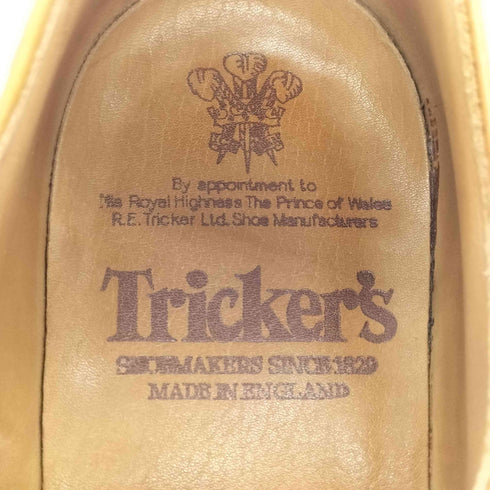 By appointment to
His Royal Highness The Prince of Wales
R.E. Tricker Ltd. Shoe Manufacturers
Tricker's
SHOEMAKERS SINCE 1829
MADE IN ENGLAND